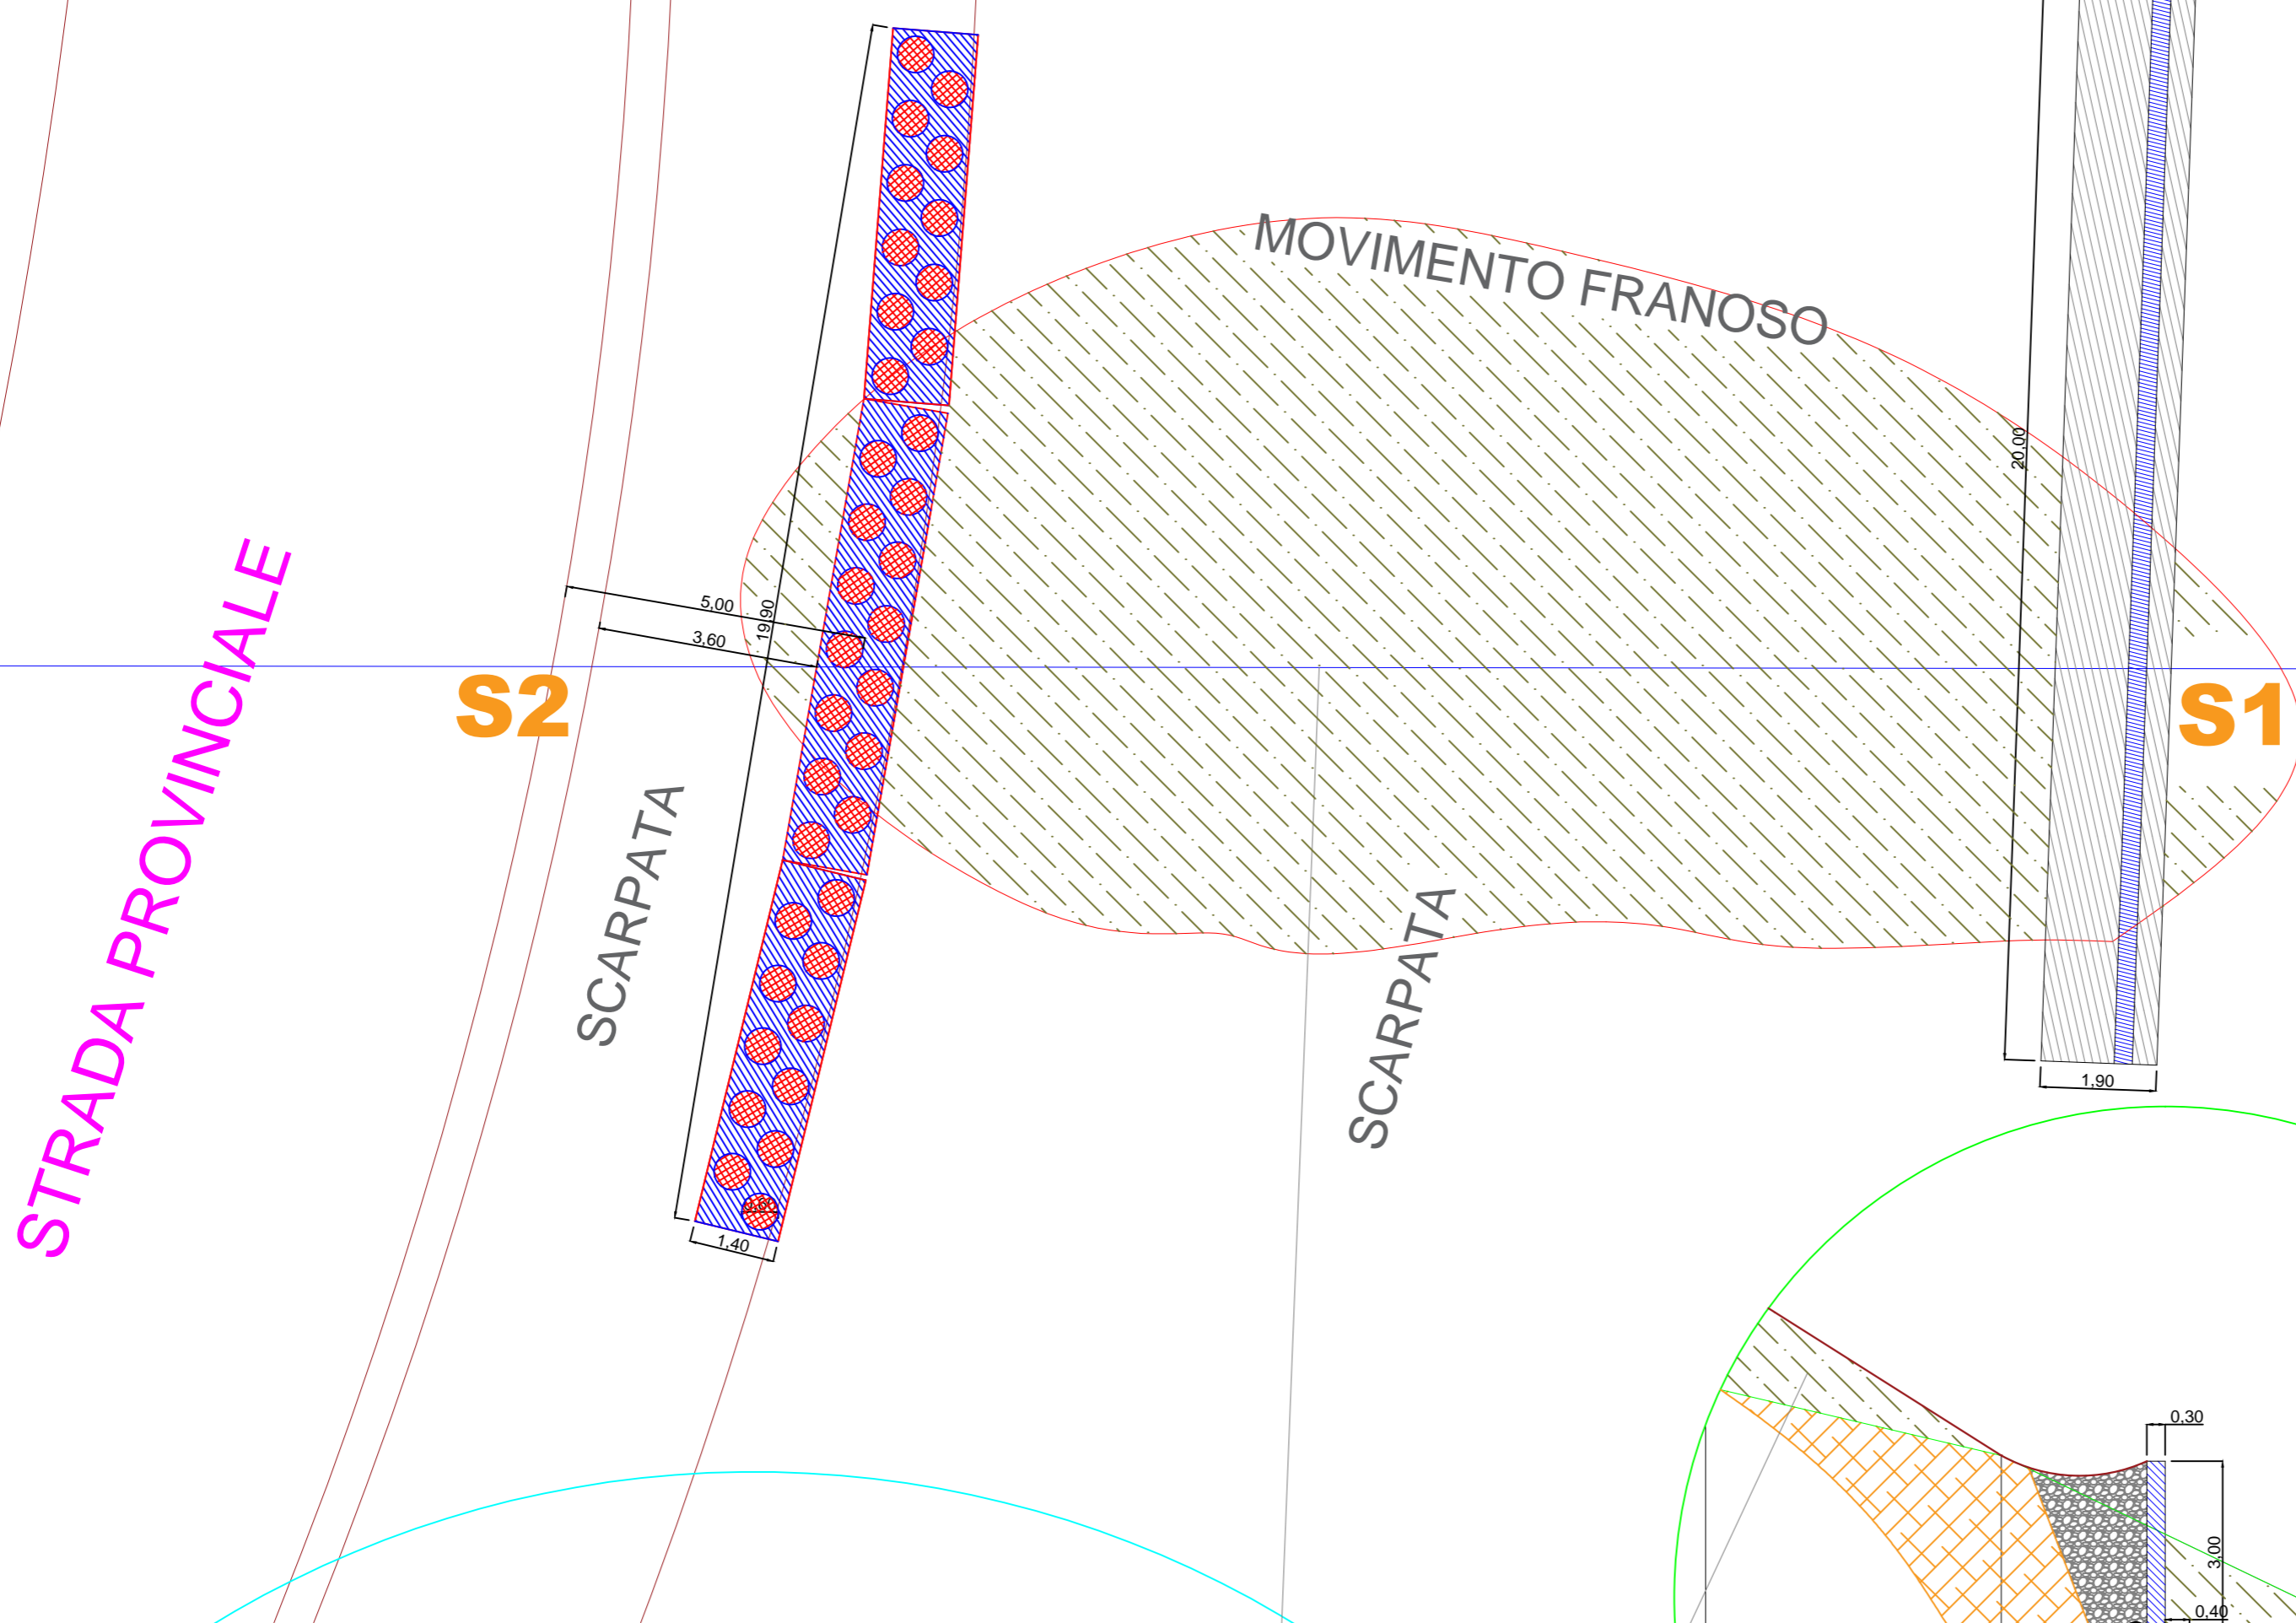 MOVIMENTO FRANOSO
20,00
STRADA PROVINCIALE
5,00
19,90
3,60
S2
S1
SCARPATA
SCARPATA
1,90
1,40
0,30
3,00
0,40